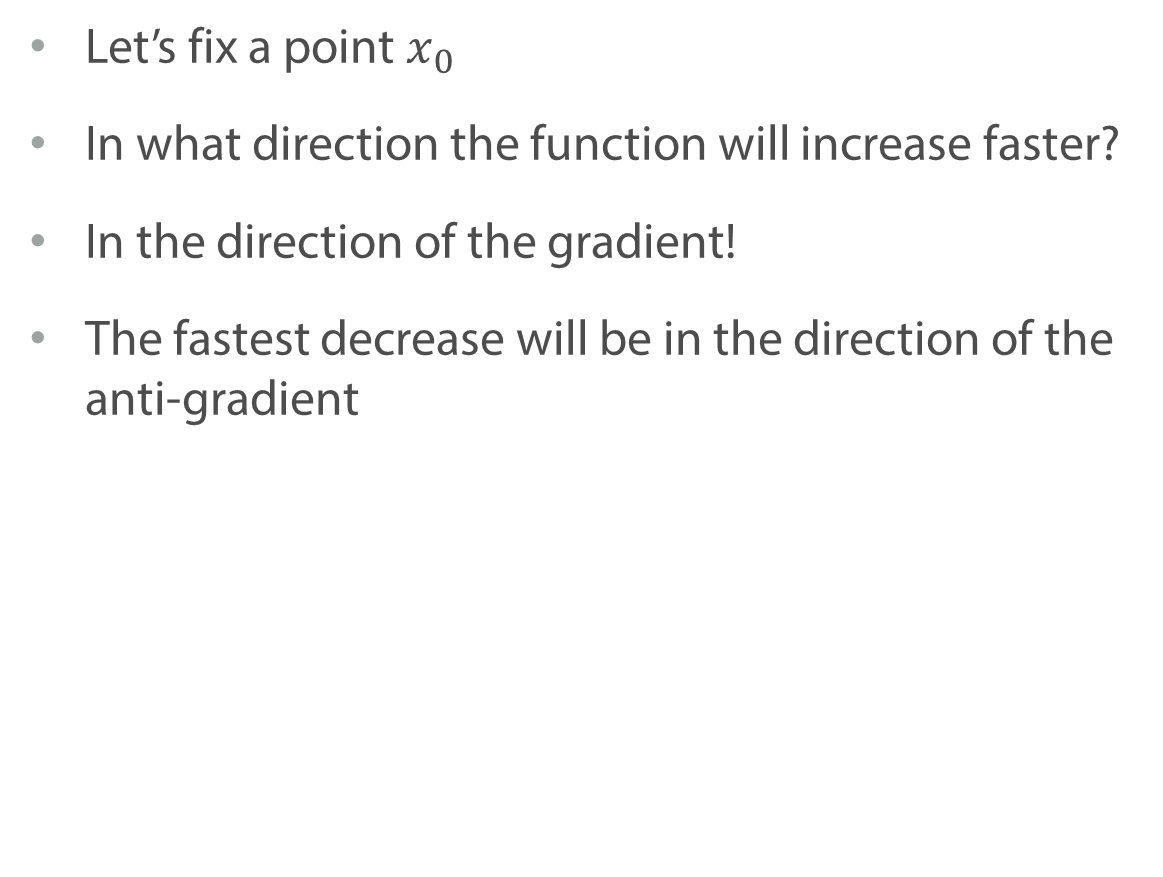 • Let’s fix a point x₀
• In what direction the function will increase faster?
• In the direction of the gradient!
• The fastest decrease will be in the direction of the
anti-gradient